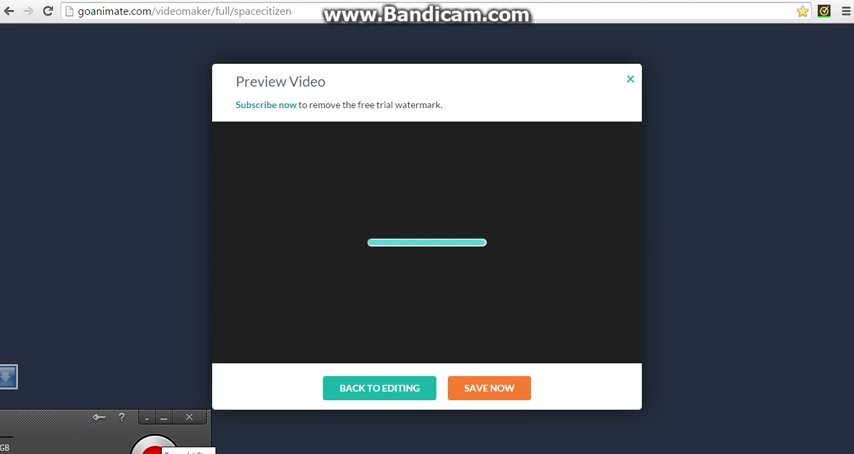 goanimate.com/videomaker/full/spacecitizen
www.Bandicam.com
Preview Video
Subscribe now to remove the free trial watermark.
BACK TO EDITING
SAVE NOW
?
GB